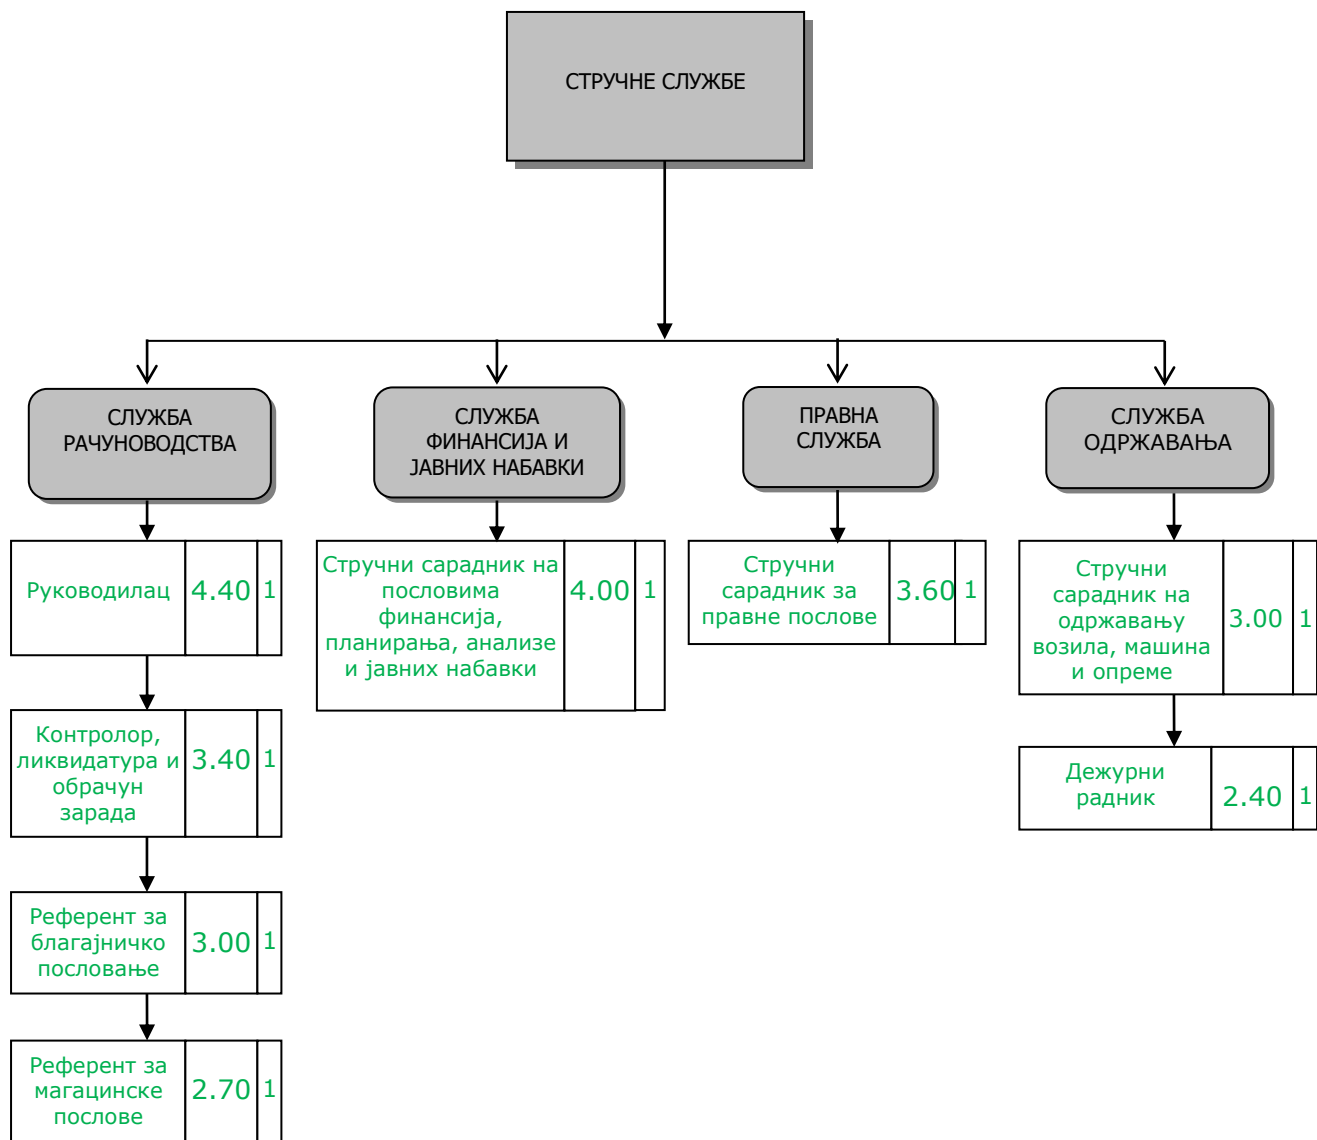 СТРУЧНЕ СЛУЖБЕ
СЛУЖБА
РАЧУНОВОДСТВА
СЛУЖБА
ФИНАНСИЈА И
ЈАВНИХ НАБАВКИ
ПРАВНА
СЛУЖБА
СЛУЖБА
ОДРЖАВАЊА
Руководилац
4.40
1
Контролор,
ликвидатура и
обрачун
зарада
3.40
1
Референт за
благајничко
пословање
3.00
1
Референт за
магацинске
послове
2.70
1
Стручни сарадник на
пословима
финансија,
планирања, анализе
и јавних набавки
4.00
1
Стручни
сарадник за
правне послове
3.60
1
Стручни
сарадник на
одржавању
возила, машина
и опреме
3.00
1
Дежурни
радник
2.40
1